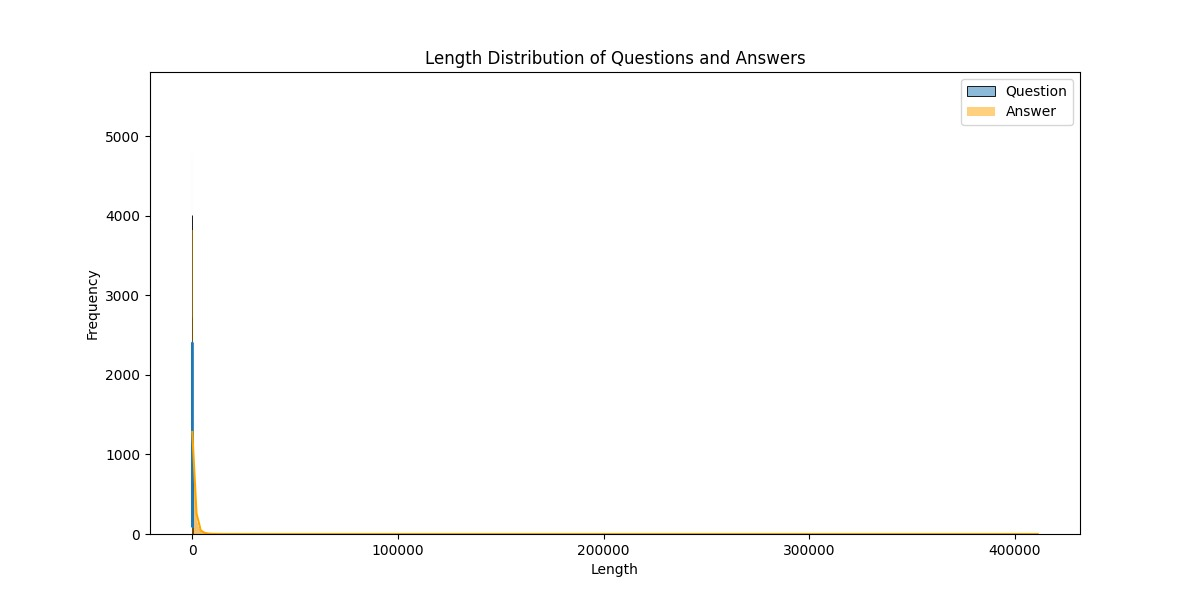 Length Distribution of Questions and Answers
Question
Answer
5000
4000
3000
2000
1000
0
Frequency
0 100000 200000 300000 400000
Length